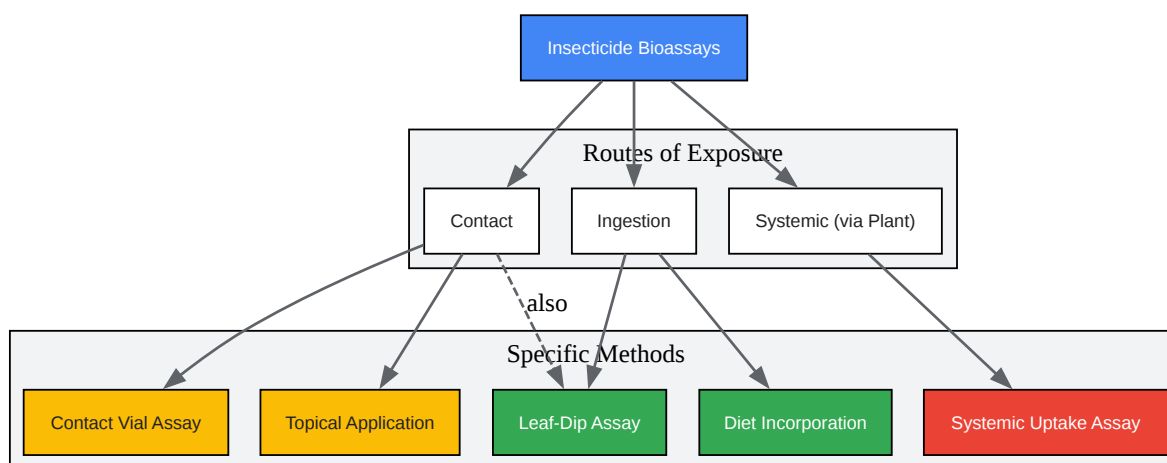 Insecticide Bioassays
Routes of Exposure
Contact
Ingestion
Systemic (via Plant)
also
Specific Methods
Contact Vial Assay
Topical Application
Leaf-Dip Assay
Diet Incorporation
Systemic Uptake Assay